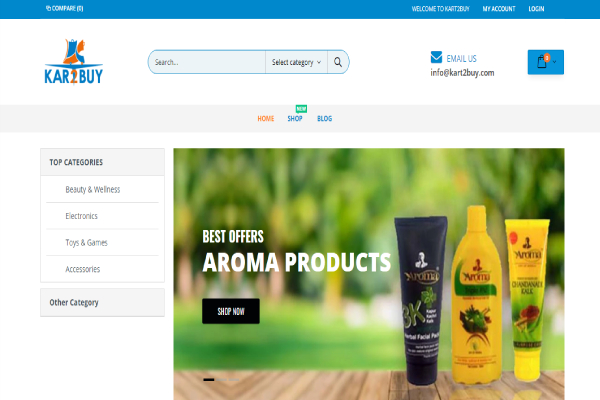 COMPARE (0)
WELCOME TO KART2BUY
MY ACCOUNT
LOGIN
KAR2BUY
Search...
Select category
EMAIL US
info@kart2buy.com
0
HOME
SHOP
NEW
BLOG
TOP CATEGORIES
Beauty & Wellness
Electronics
Toys & Games
Accessories
Other Category
BEST OFFERS
AROMA PRODUCTS
SHOP NOW
Aroma
3K
Herbal Facial Pack
Aroma
Aroma
CHANDANADI
KALK